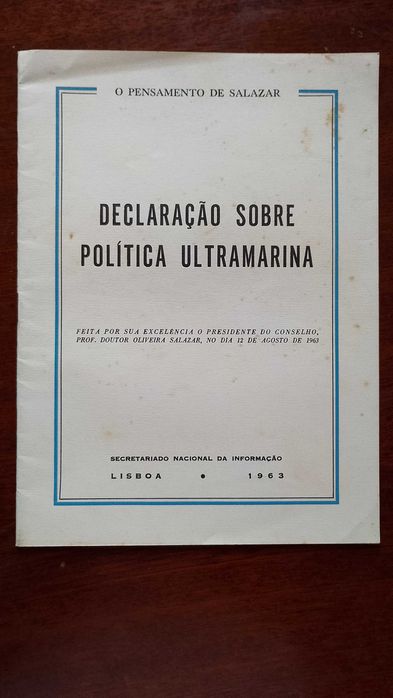 O PENSAMENTO DE SALAZAR
DECLARAÇÃO SOBRE
POLÍTICA ULTRAMARINA
FEITA POR SUA EXCELÊNCIA O PRESIDENTE DO CONSELHO,
PROF. DOUTOR OLIVEIRA SALAZAR, NO DIA 12 DE AGOSTO DE 1963
SECRETARIADO NACIONAL DA INFORMAÇÃO
LISBOA • 1963